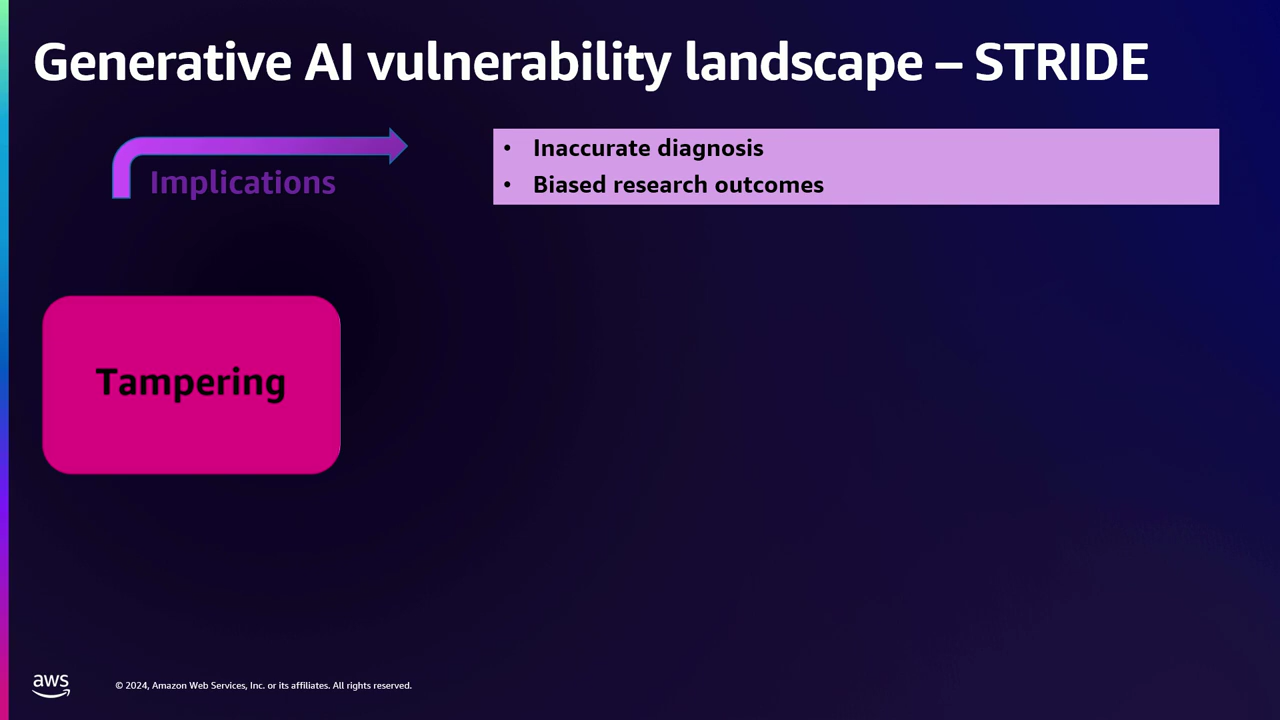 Generative AI vulnerability landscape – STRIDE
Implications
• Inaccurate diagnosis
• Biased research outcomes
Tampering
aws
© 2024, Amazon Web Services, Inc. or its affiliates. All rights reserved.